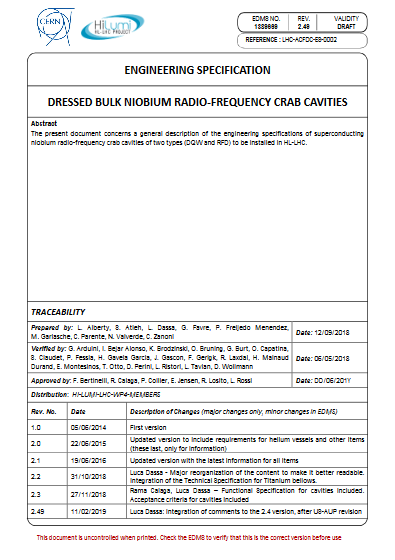 CERN
HiLumi
HL-LHC PROJECT
EDMS NO. REV. VALIDITY
1389669 2.49 DRAFT
REFERENCE : LHC-ACFDC-ES-0002
ENGINEERING SPECIFICATION
DRESSED BULK NIOBIUM RADIO-FREQUENCY CRAB CAVITIES
Abstract
The present document concerns a general description of the engineering specifications of superconducting
niobium radio-frequency crab cavities of two types (DQW and RFD) to be installed in HL-LHC.
TRACEABILITY
Prepared by: L. Alberty, S. Atieh, L. Dassa, G. Favre, P. Freijedo Menendez,
M. Garlasche, C. Parente, N. Valverde, C. Zanoni
Date: 12/09/2018
Verified by: G. Arduini, I. Bejar Alonso, K. Brodzinski, O. Bruning, G. Burt, O. Capatina,
S. Claudet, P. Fessia, H. Gavela Garcia, J. Gascon, F. Gerigk, R. Laxdal, H. Mainaud
Durand, E. Montesinos, T. Otto, D. Perini, L. Ristori, L. Tavian, D. Wollmann
Date: 06/05/2018
Approved by: F. Bertinelli, R. Calaga, P. Collier, E. Jensen, R. Losito, L. Rossi
Date: DD/06/201Y
Distribution: HI-LUMI-LHC-WP4-MEMBERS
Rev. No. Date Description of Changes (major changes only, minor changes in EDMS)
1.0 05/06/2014 First version
2.0 22/06/2015 Updated version to include requirements for helium vessels and other items
(these last, only for information)
2.1 19/06/2016 Updated version with the latest information for all items
2.2 31/10/2018 Luca Dassa - Major reorganization of the content to make it better readable.
Integration of the Technical Specification for Titanium bellows.
2.3 27/11/2018 Rama Calaga, Luca Dassa – Functional Specification for cavities included.
Acceptance criteria for cavities included
2.49 11/02/2019 Luca Dassa: Integration of comments to the 2.4 version, after US-AUP revision
This document is uncontrolled when printed. Check the EDMS to verify that this is the correct version before use